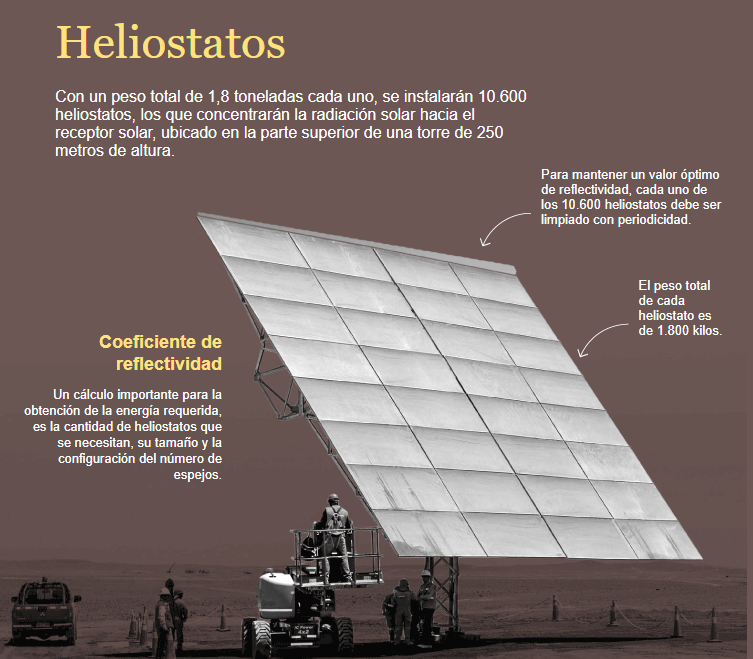 Heliostatos
Con un peso total de 1,8 toneladas cada uno, se instalarán 10.600
heliostatos, los que concentrarán la radiación solar hacia el
receptor solar, ubicado en la parte superior de una torre de 250
metros de altura.
Para mantener un valor óptimo
de reflectividad, cada uno de
los 10.600 heliostatos debe ser
limpiado con periodicidad.
El peso total
de cada
heliostato es
de 1.800 kilos.
Coeficiente de
reflectividad
Un cálculo importante para la
obtención de la energía requerida,
es la cantidad de heliostatos que
se necesitan, su tamaño y la
configuración del número de
espejos.